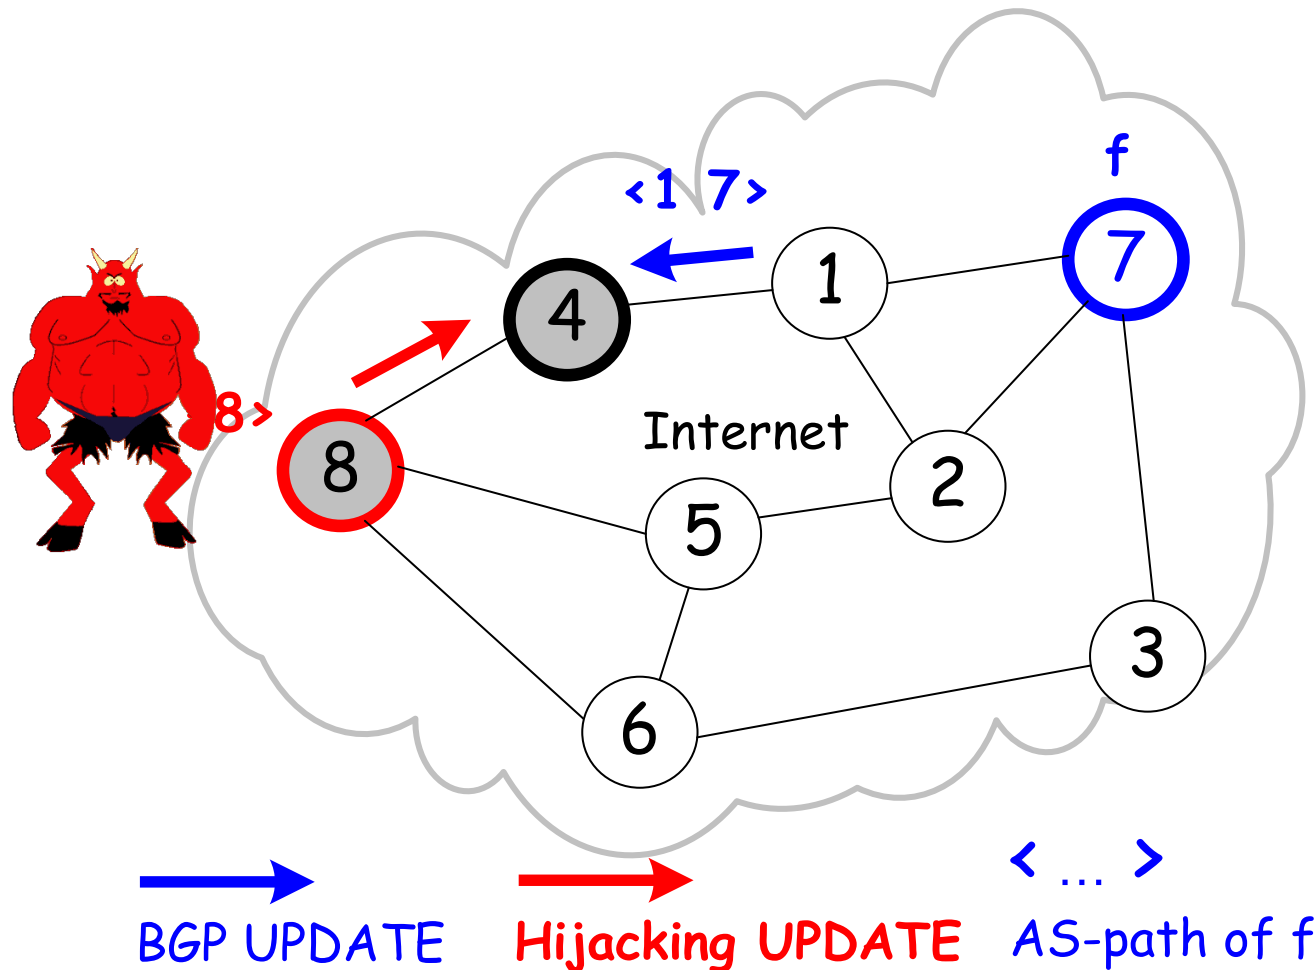 f
<1 7>
7
1
4
8>
Internet
8
2
5
3
6
< ... >
BGP UPDATE
Hijacking UPDATE
AS-path of f